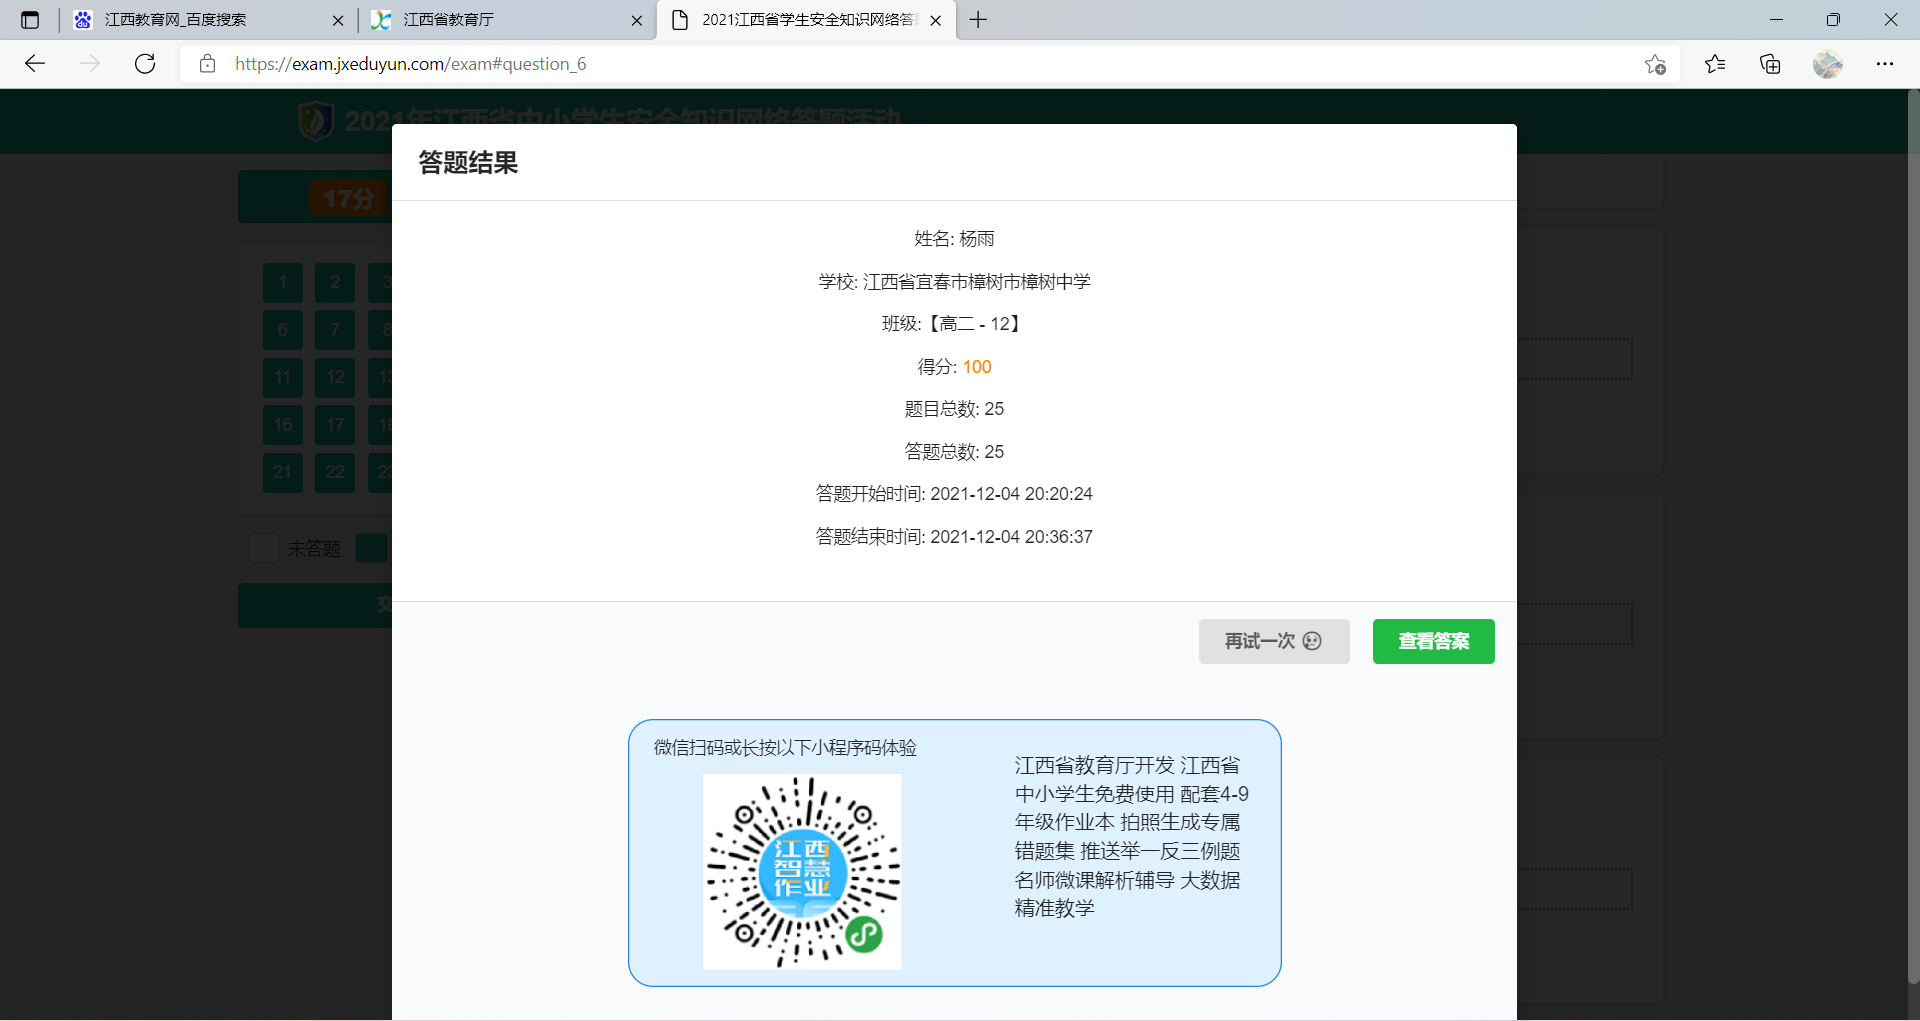 江西教育网_百度搜索
江西省教育厅
2021江西省学生安全知识网络答
https://exam.jxeduyun.com/exam#question_6
2021年江西省中小学生安全知识网络答题活动
答题结果
17分
姓名: 杨雨
学校: 江西省宜春市樟树市樟树中学
班级:【高二 - 12】
得分: 100
题目总数: 25
答题总数: 25
答题开始时间: 2021-12-04 20:20:24
答题结束时间: 2021-12-04 20:36:37
1 2 3
6 7 8
11 12 13
16 17 18
21 22 23
未答题
交
再试一次
查看答案
微信扫码或长按以下小程序码体验
江西
智慧
作业
江西省教育厅开发 江西省
中小学生免费使用 配套4-9
年级作业本 拍照生成专属
错题集 推送举一反三例题
名师微课解析辅导 大数据
精准教学